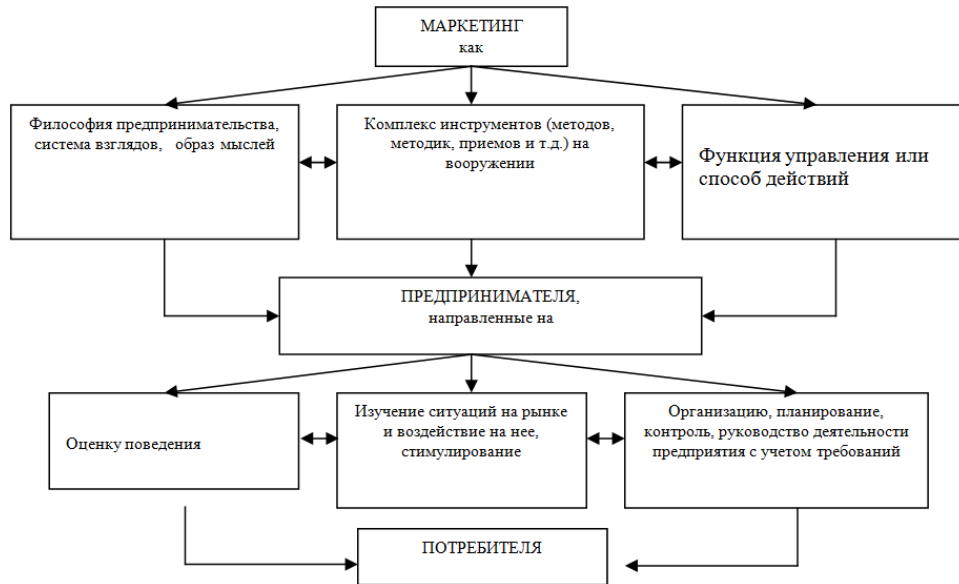 МАРКЕТИНГ
как
Философия предпринимательства,
система взглядов, образ мыслей
Комплекс инструментов (методов,
методик, приемов и т.д.) на
вооружении
Функция управления или
способ действий
ПРЕДПРИНИМАТЕЛЯ,
направленные на
Оценку поведения
Изучение ситуаций на рынке
и воздействие на нее,
стимулирование
Организацию, планирование,
контроль, руководство деятельности
предприятия с учетом требований
ПОТРЕБИТЕЛЯ